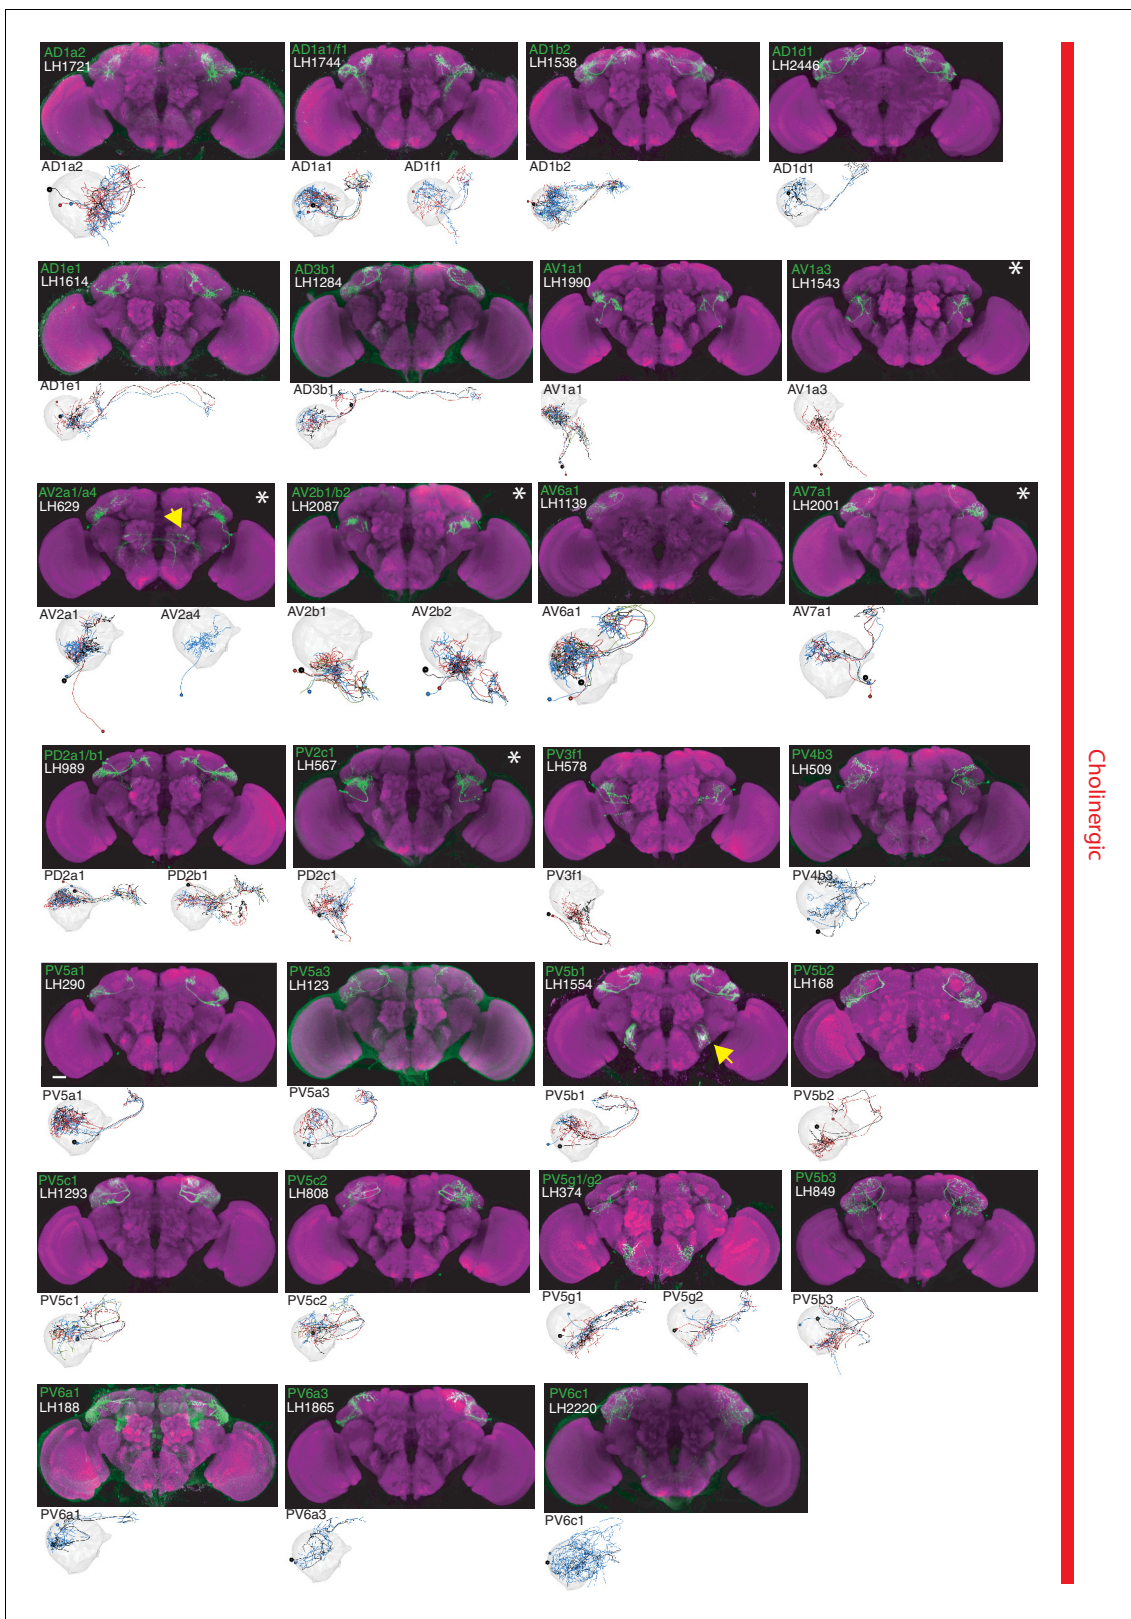 AD1a2
LH1721
AD1a1/f1
LH1744
AD1b2
LH1538
AD1d1
LH2446
AD1a2
AD1a1
AD1f1
AD1b2
AD1d1
AD1e1
LH1614
AD3b1
LH1284
AV1a1
LH1990
AV1a3
LH1543
*
AD1e1
AD3b1
AV1a1
AV1a3
AV2a1/a4
LH629
*
AV2b1/b2
LH2087
*
AV6a1
LH1139
AV7a1
LH2001
*
AV2a1
AV2a4
AV2b1
AV2b2
AV6a1
AV7a1
PD2a1/b1
LH989
PV2c1
LH567
*
PV3f1
LH578
PV4b3
LH509
PD2a1
PD2b1
PD2c1
PV3f1
PV4b3
PV5a1
LH290
PV5a3
LH123
PV5b1
LH1554
PV5b2
LH168
PV5a1
PV5a3
PV5b1
PV5b2
PV5c1
LH1293
PV5c2
LH808
PV5g1/g2
LH374
PV5b3
LH849
PV5c1
PV5c2
PV5g1
PV5g2
PV5b3
PV6a1
LH188
PV6a3
LH1865
PV6c1
LH2220
PV6a1
PV6a3
PV6c1
Cholinergic